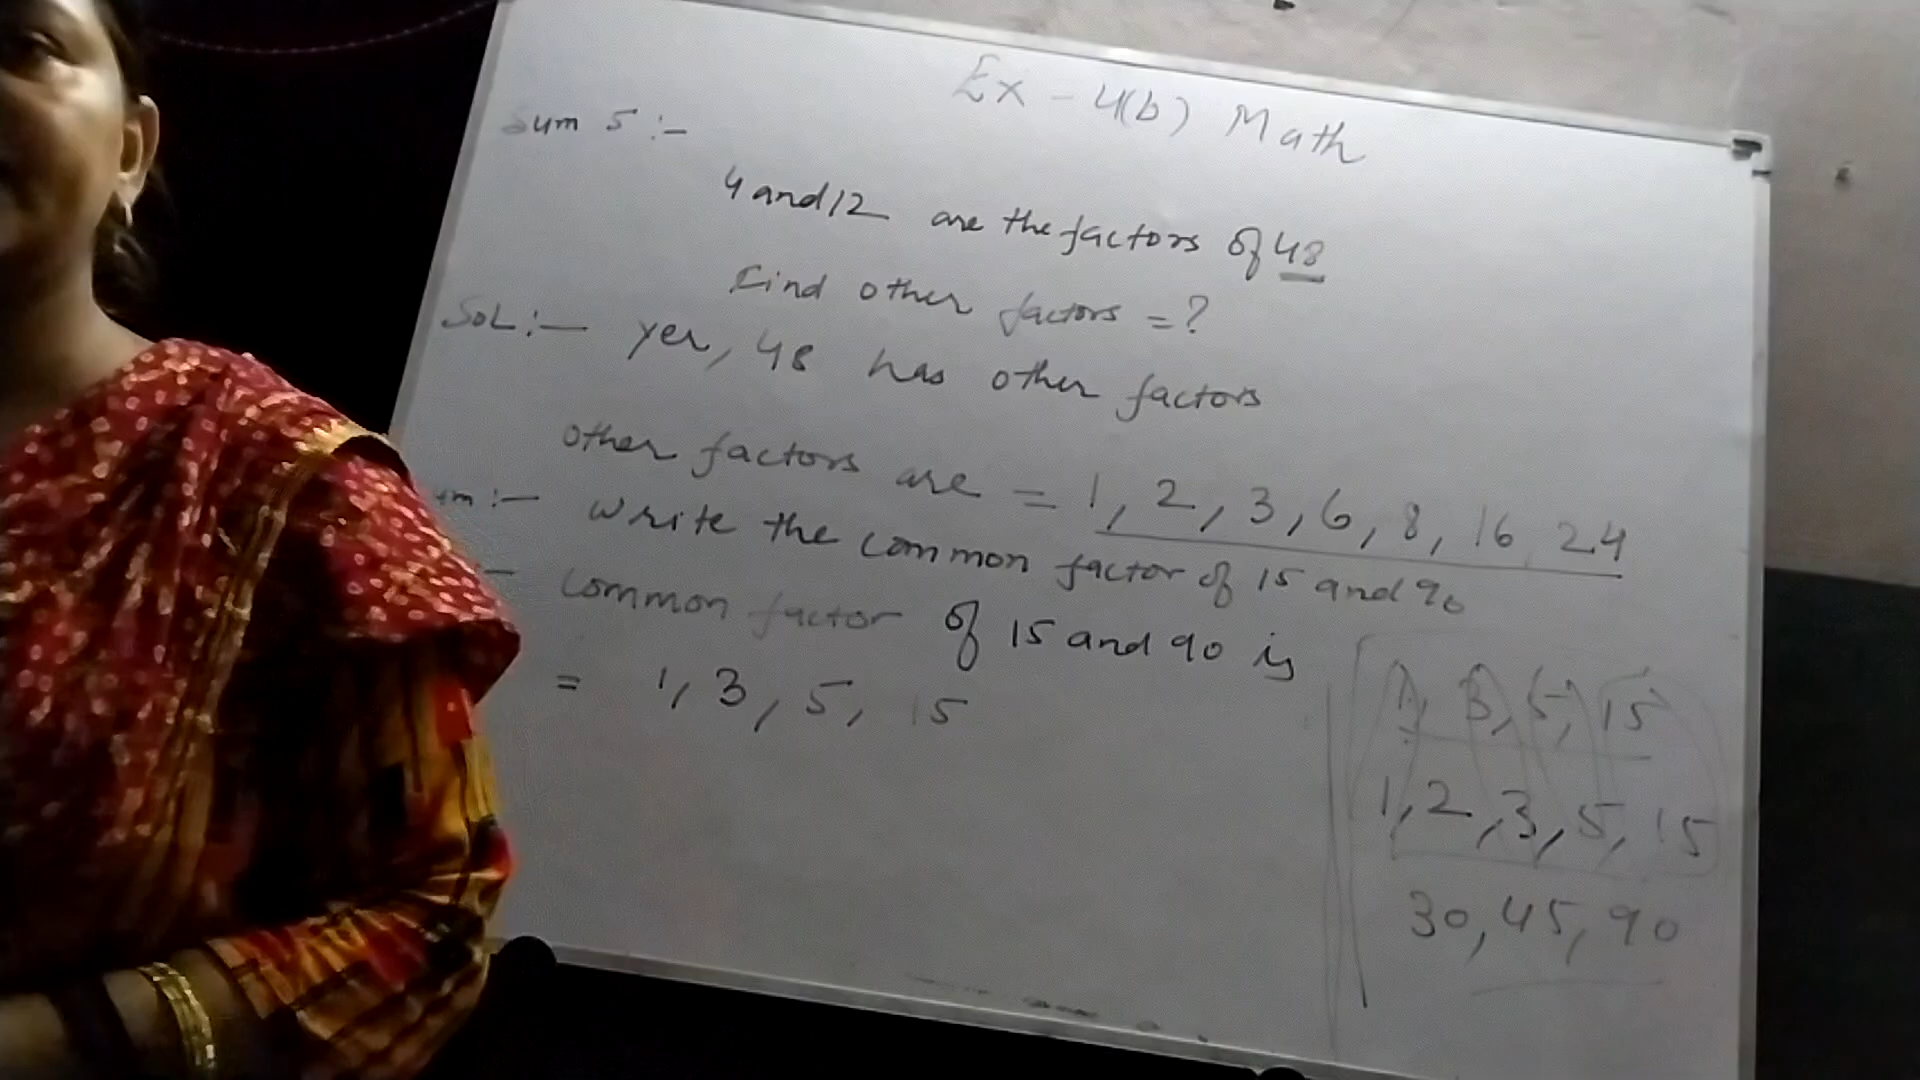 Ex - 4(b) Math
Sum 5 :-
4 and 12 are the factors of 48
Find other factors = ?
SoL :- yes, 48 has other factors
other factors are = 1, 2, 3, 6, 8, 16, 24
:- write the common factor of 15 and 90
- common factor of 15 and 90 is
= 1, 3, 5, 15
1, 3, 5, 15
1, 2, 3, 5, 15
30, 45, 90